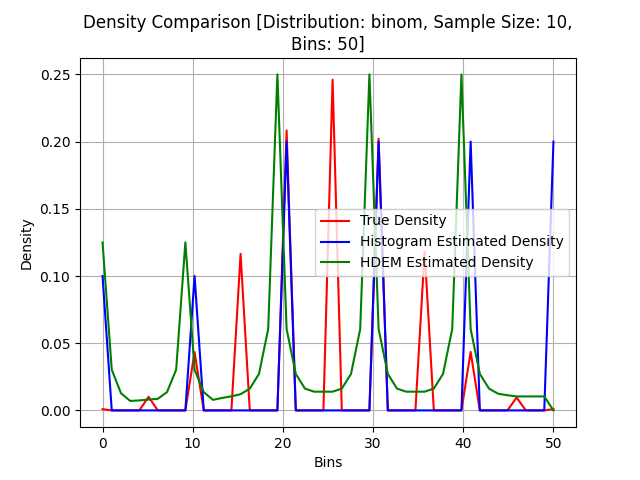 Density Comparison [Distribution: binom, Sample Size: 10,
Bins: 50]
0.25
0.20
0.15
0.10
0.05
0.00
Density
True Density
Histogram Estimated Density
HDEM Estimated Density
0 10 20 30 40 50
Bins